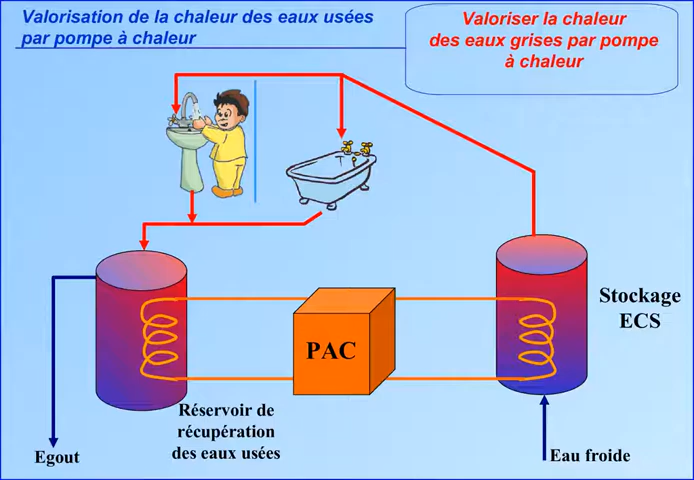 Valorisation de la chaleur des eaux usées
par pompe à chaleur
Valoriser la chaleur
des eaux grises par pompe
à chaleur
Stockage
ECS
PAC
Réservoir de
récupération
des eaux usées
Egout
Eau froide